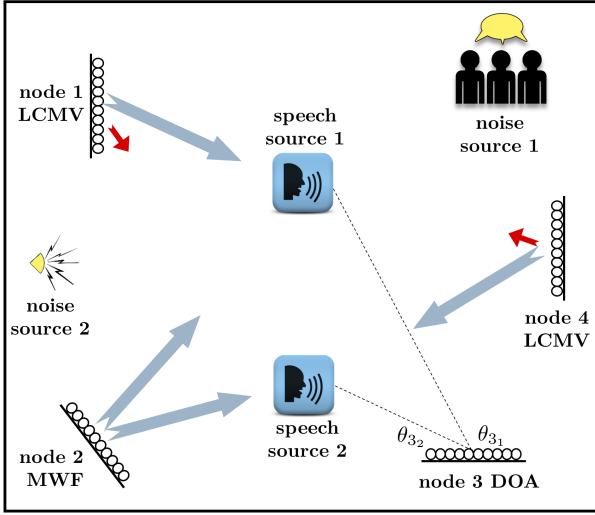 node 1
LCMV
speech
source 1
noise
source 1
noise
source 2
node 4
LCMV
node 2
MWF
speech
source 2
θ₃₂
θ₃₁
node 3 DOA